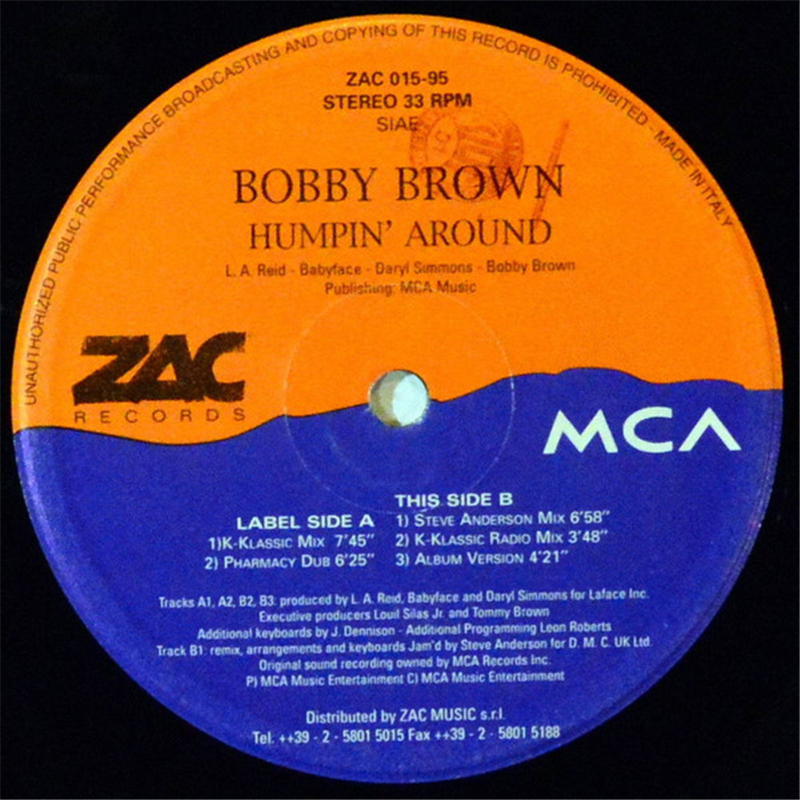 UNAUTHORIZED PUBLIC PERFORMANCE BROADCASTING AND COPYING OF THIS RECORD IS PROHIBITED - MADE IN ITALY
ZAC 015-95
STEREO 33 RPM
SIAE
BOBBY BROWN
HUMPIN' AROUND
L. A. Reid - Babyface - Daryl Simmons - Bobby Brown
Publishing: MCA Music
ZAC
RECORDS
MCA
LABEL SIDE A
1)K-KLASSIC MIX 7'45"
2) PHARMACY DUB 6'25"
THIS SIDE B
1) STEVE ANDERSON MIX 6'58"
2) K-KLASSIC RADIO MIX 3'48"
3) ALBUM VERSION 4'21"
Tracks A1, A2, B2, B3: produced by L. A. Reid, Babyface and Daryl Simmons for Laface Inc.
Executive producers Louil Silas Jr. and Tommy Brown
Additional keyboards by J. Dennison - Additional Programming Leon Roberts
Track B1: remix, arrangements and keyboards Jam'd by Steve Anderson for D. M. C. UK Ltd.
Original sound recording owned by MCA Records Inc.
P) MCA Music Entertainment C) MCA Music Entertainment
Distributed by ZAC MUSIC s.r.l.
Tel. ++39 - 2 - 5801 5015 Fax ++39 - 2 - 5801 5188